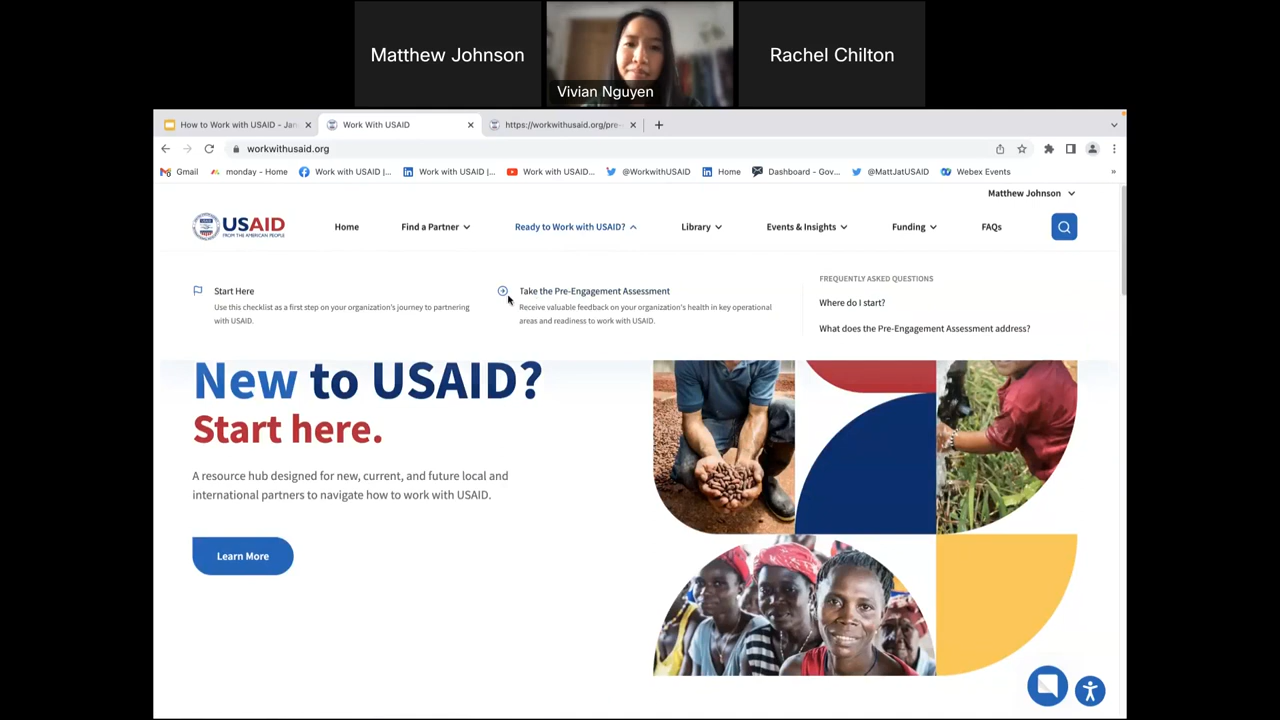 Matthew Johnson
Vivian Nguyen
Rachel Chilton
How to Work with USAID - Jan
Work With USAID
https://workwithusaid.org/pre-
workwithusaid.org
Gmail
monday - Home
Work with USAID |...
Work with USAID |...
Work with USAID...
@WorkwithUSAID
Home
Dashboard - Gov...
@MattJatUSAID
Webex Events
»
Matthew Johnson
USAID
FROM THE AMERICAN PEOPLE
Home
Find a Partner
Ready to Work with USAID?
Library
Events & Insights
Funding
FAQs
Start Here
Use this checklist as a first step on your organization's journey to partnering
with USAID.
Take the Pre-Engagement Assessment
Receive valuable feedback on your organization's health in key operational
areas and readiness to work with USAID.
FREQUENTLY ASKED QUESTIONS
Where do I start?
What does the Pre-Engagement Assessment address?
New to USAID?
Start here.
A resource hub designed for new, current, and future local and
international partners to navigate how to work with USAID.
Learn More